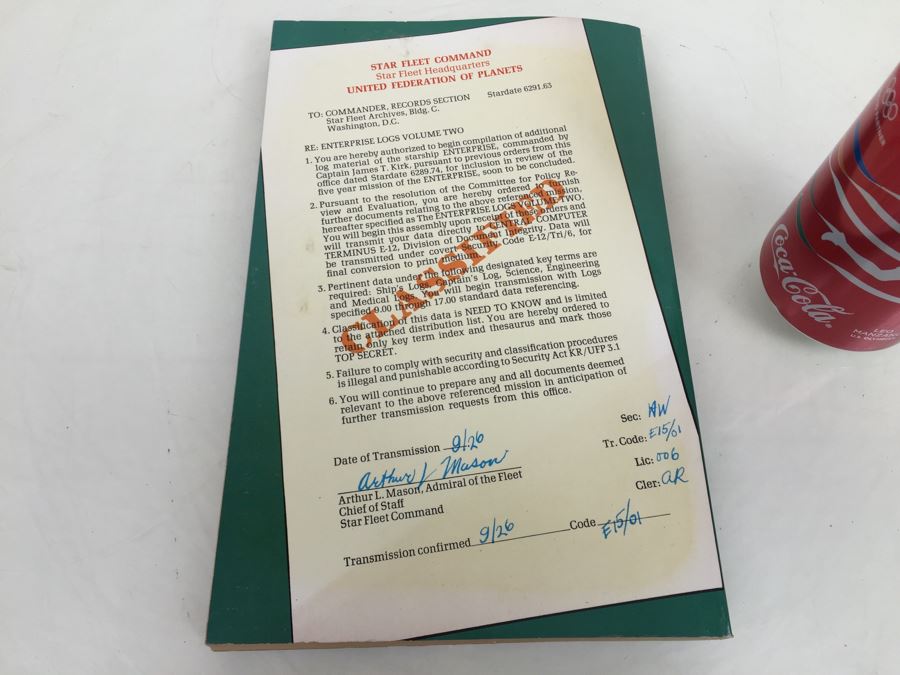 STAR FLEET COMMAND
Star Fleet Headquarters
UNITED FEDERATION OF PLANETS
TO: COMMANDER, RECORDS SECTION Stardate 6291.63
Star Fleet Archives, Bldg. C.
Washington, D.C.
RE: ENTERPRISE LOGS VOLUME TWO
1. You are hereby authorized to begin compilation of additional
log material of the starship ENTERPRISE, commanded by
Captain James T. Kirk, pursuant to previous orders from this
office dated Stardate 6289.74, for inclusion in review of the
five year mission of the ENTERPRISE, soon to be concluded.
2. Pursuant to the resolution of the Committee for Policy Re-
view and Evaluation, you are hereby ordered to furnish
further documents relating to the above referenced mission,
hereafter specified as The ENTERPRISE LOGS VOLUME TWO.
You will begin this assembly upon receipt of these orders and
will transmit your data directly to CENTRAL COMPUTER
TERMINUS E-12, Division of Document Integrity. Data will
be transmitted under covert Security Code E-12/Tri/6, for
final conversion to print medium.
3. Pertinent data under the following designated key terms are
required: Ship's Logs, Captain's Log, Science, Engineering
and Medical Logs. You will begin transmission with Logs
specified 9.00 through 17.00 standard data referencing.
4. Classification of this data is NEED TO KNOW and is limited
to the attached distribution list. You are hereby ordered to
retain only key term index and thesaurus and mark those
TOP SECRET.
5. Failure to comply with security and classification procedures
is illegal and punishable according to Security Act KR/UFP 3.1
6. You will continue to prepare any and all documents deemed
relevant to the above referenced mission in anticipation of
further transmission requests from this office.
CLASSIFIED
Date of Transmission 9/26
Arthur L Mason
Arthur L. Mason, Admiral of the Fleet
Chief of Staff
Star Fleet Command
Sec: AW
Tr. Code: E15/01
Lic: 006
Cler: AR
Transmission confirmed 9/26 Code E15/01
Coca-Cola
LEO
MANZANO